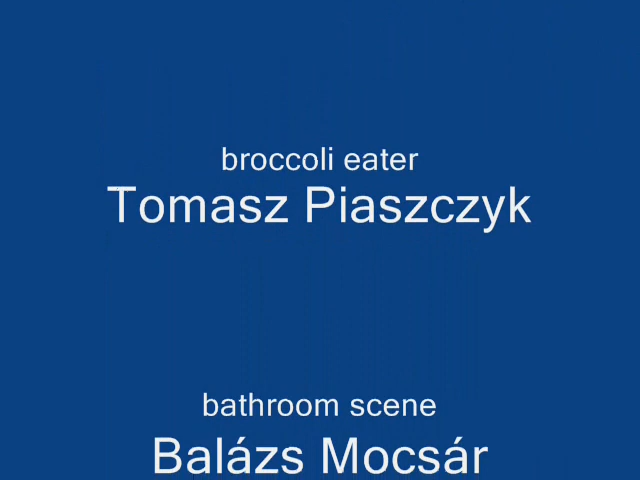 broccoli eater
Tomasz Piaszczyk
bathroom scene
Balázs Mocsár